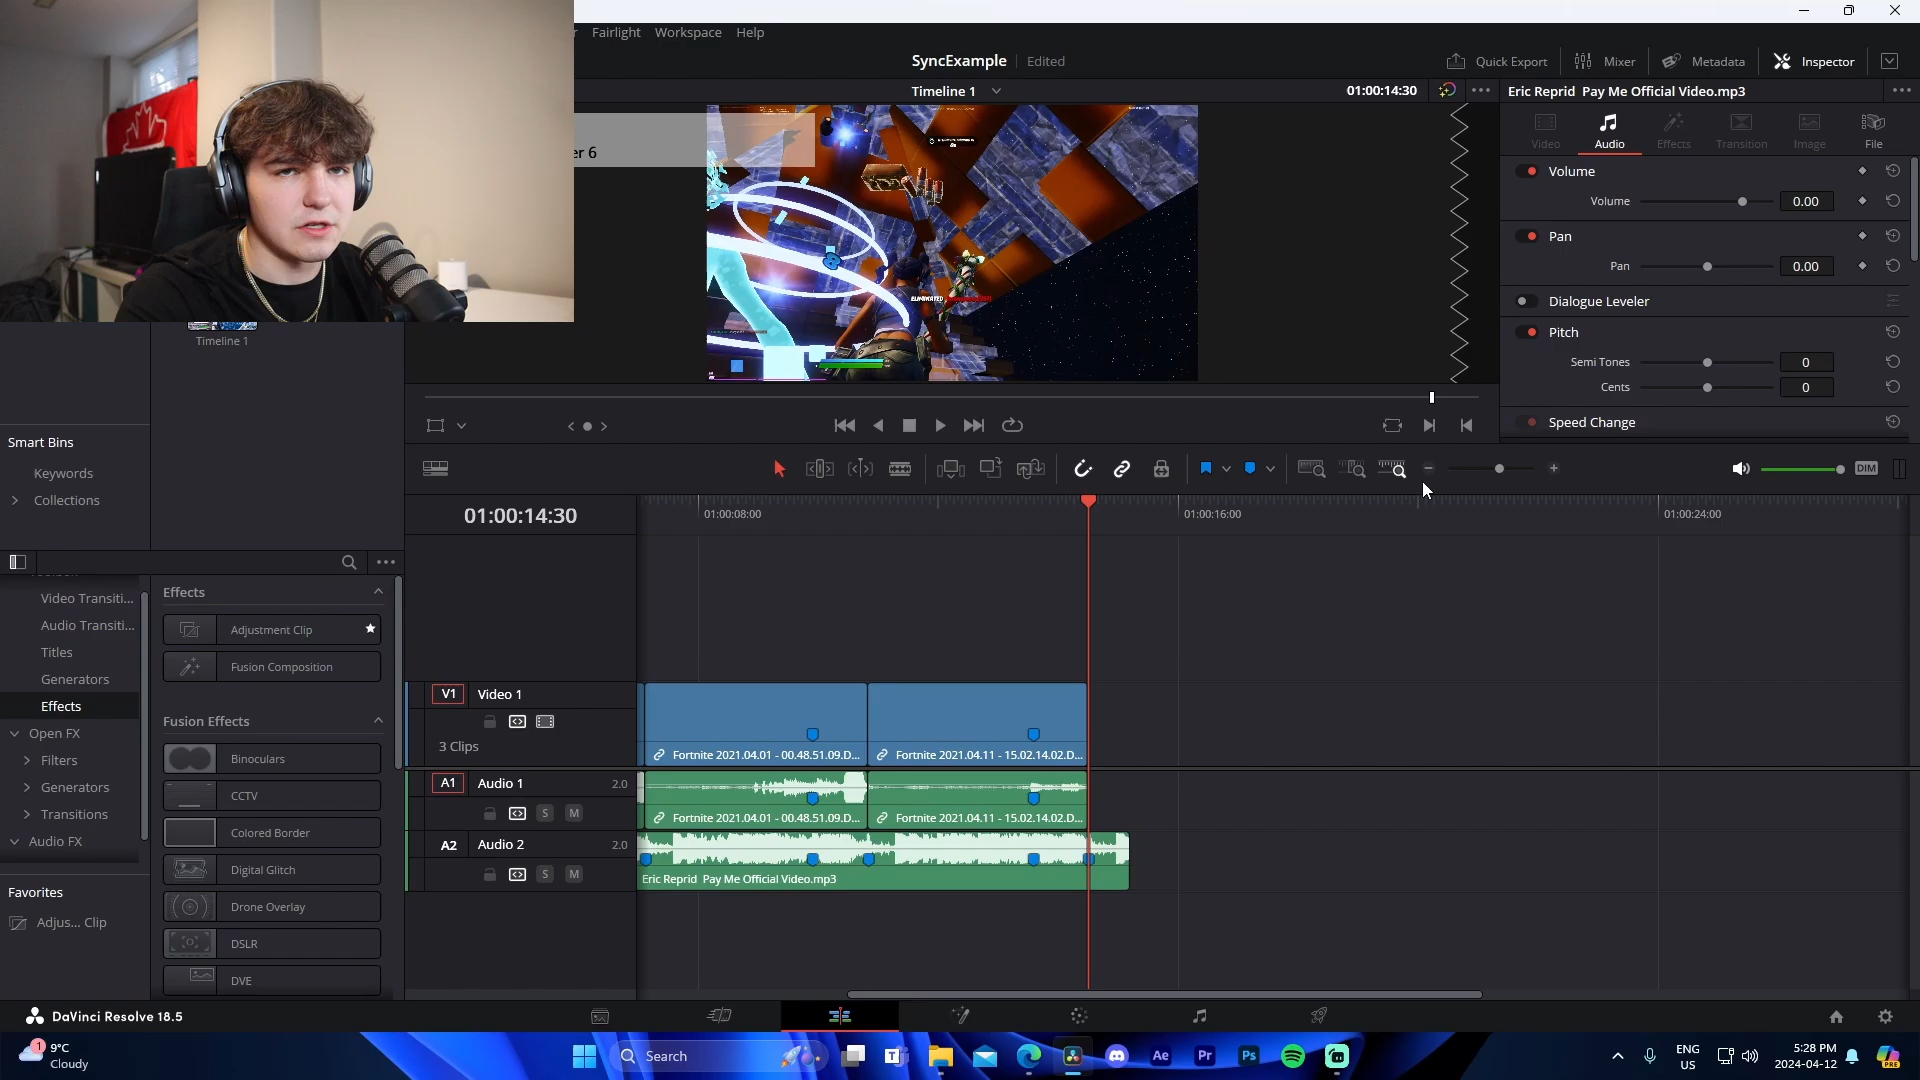 Fairlight Workspace Help
SyncExample Edited
Quick Export Mixer Metadata Inspector
Timeline 1
01:00:14:30
Eric Reprid Pay Me Official Video.mp3
er 6
ELIMINATED
Video Audio Effects Transition Image File
Volume
Volume 0.00
Pan
Pan 0.00
Dialogue Leveler
Pitch
Semi Tones 0
Cents 0
Speed Change
Timeline 1
Smart Bins
Keywords
Collections
DIM
01:00:14:30
01:00:08:00 01:00:16:00 01:00:24:00
Video Transiti...
Audio Transiti...
Titles
Generators
Effects
Open FX
Filters
Generators
Transitions
Audio FX
Favorites
Adjus... Clip
Effects
Adjustment Clip
Fusion Composition
Fusion Effects
Binoculars
CCTV
Colored Border
Digital Glitch
Drone Overlay
DSLR
DVE
V1 Video 1
3 Clips
Fortnite 2021.04.01 - 00.48.51.09.D... Fortnite 2021.04.11 - 15.02.14.02.D...
A1 Audio 1 2.0
S M
Fortnite 2021.04.01 - 00.48.51.09.D... Fortnite 2021.04.11 - 15.02.14.02.D...
A2 Audio 2 2.0
S M
Eric Reprid Pay Me Official Video.mp3
DaVinci Resolve 18.5
1
9°C
Cloudy
Search
Ae Pr Ps
ENG
US
5:28 PM
2024-04-12
PRE